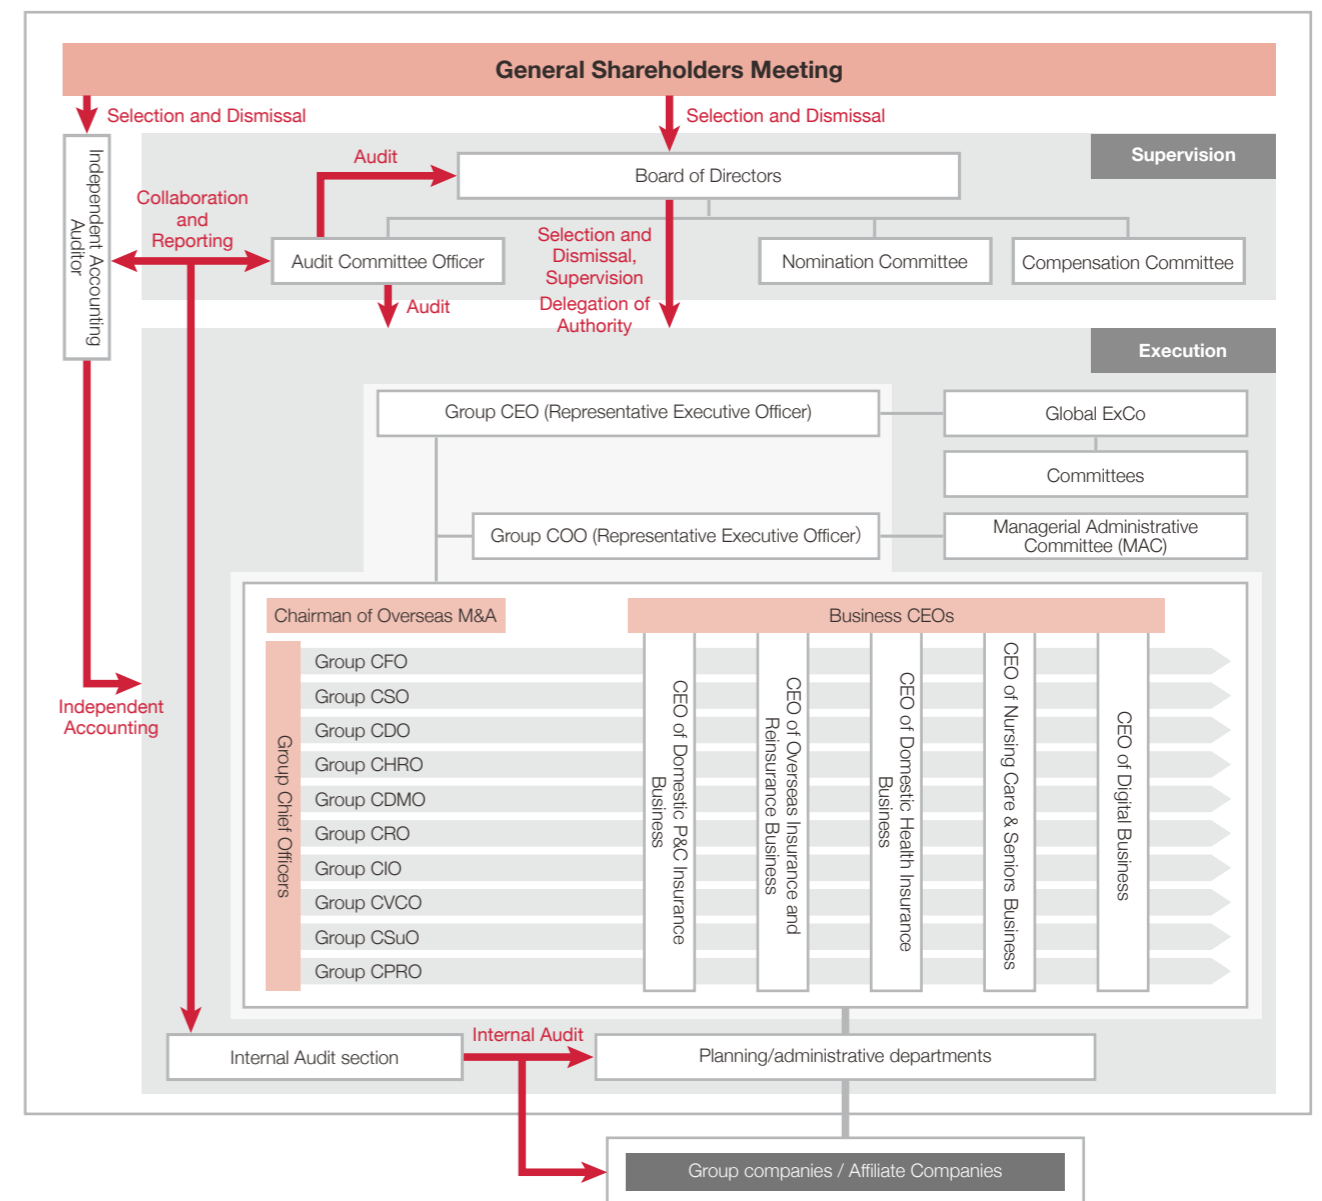 General Shareholders Meeting
Selection and Dismissal
Selection and Dismissal
Supervision
Independent Accounting
Auditor
Audit
Board of Directors
Collaboration
and
Reporting
Selection and
Dismissal,
Supervision
Delegation of
Authority
Audit Committee Officer
Nomination Committee
Compensation Committee
Audit
Execution
Group CEO (Representative Executive Officer)
Global ExCo
Committees
Group COO (Representative Executive Officer)
Managerial Administrative
Committee (MAC)
Chairman of Overseas M&A
Business CEOs
Group Chief Officers
Group CFO
Group CSO
Group CDO
Group CHRO
Group CDMO
Group CRO
Group CIO
Group CVCO
Group CSuO
Group CPRO
CEO of Domestic P&C Insurance
Business
CEO of Overseas Insurance and
Reinsurance Business
CEO of Domestic Health Insurance
Business
CEO of Nursing Care & Seniors Business
CEO of Digital Business
Independent
Accounting
Internal Audit section
Internal Audit
Planning/administrative departments
Group companies / Affiliate Companies